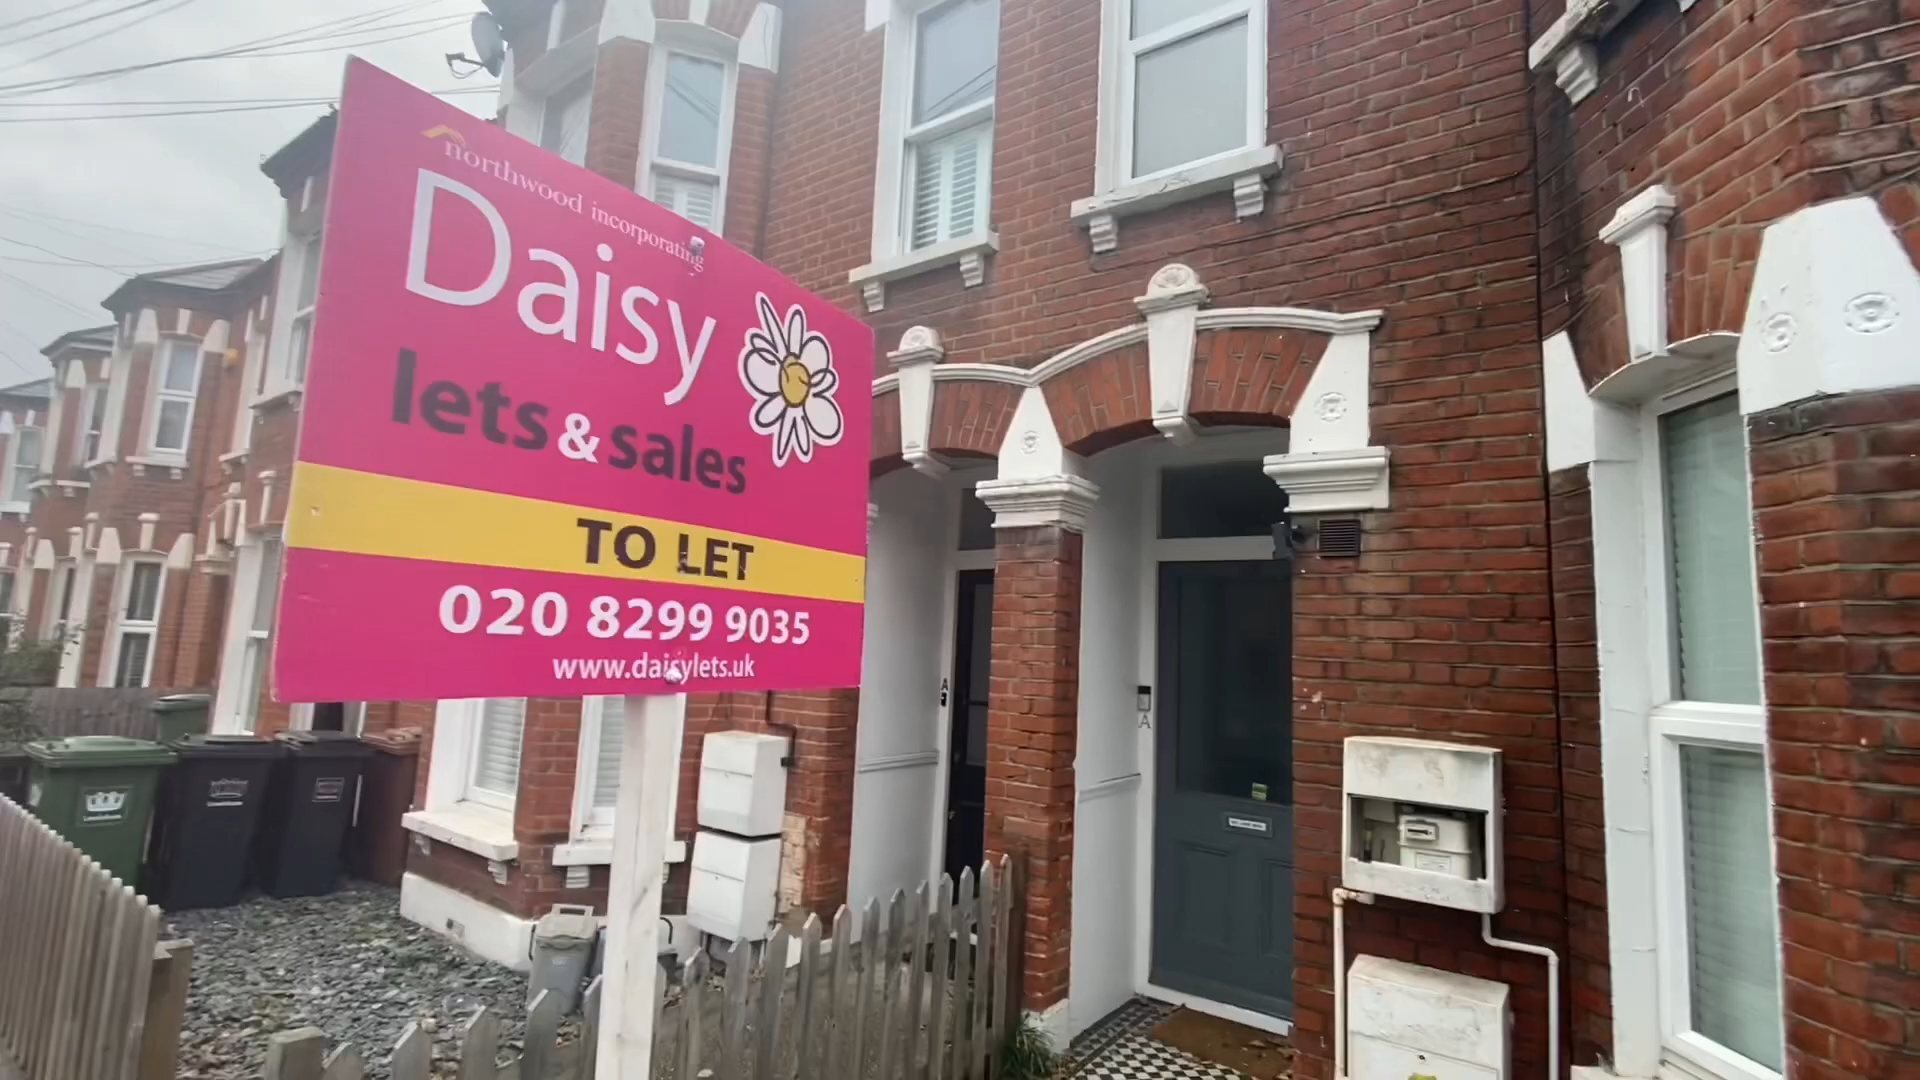 northwood incorporating
Daisy
lets & sales
TO LET
020 8299 9035
www.daisylets.uk
A
A